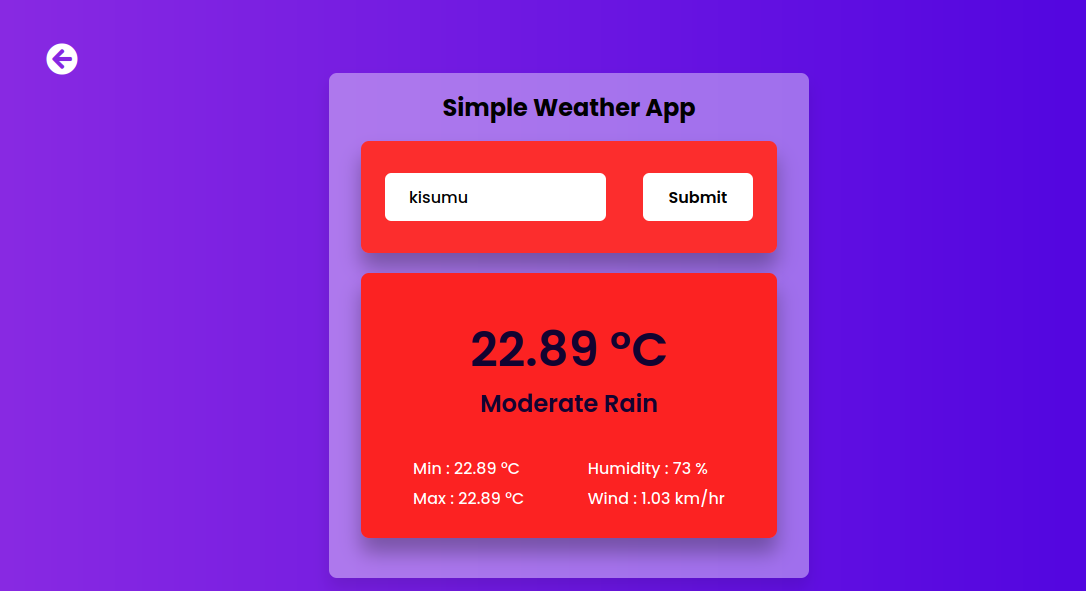 Simple Weather App
kisumu
Submit
22.89 °C
Moderate Rain
Min : 22.89 °C
Humidity : 73 %
Max : 22.89 °C
Wind : 1.03 km/hr